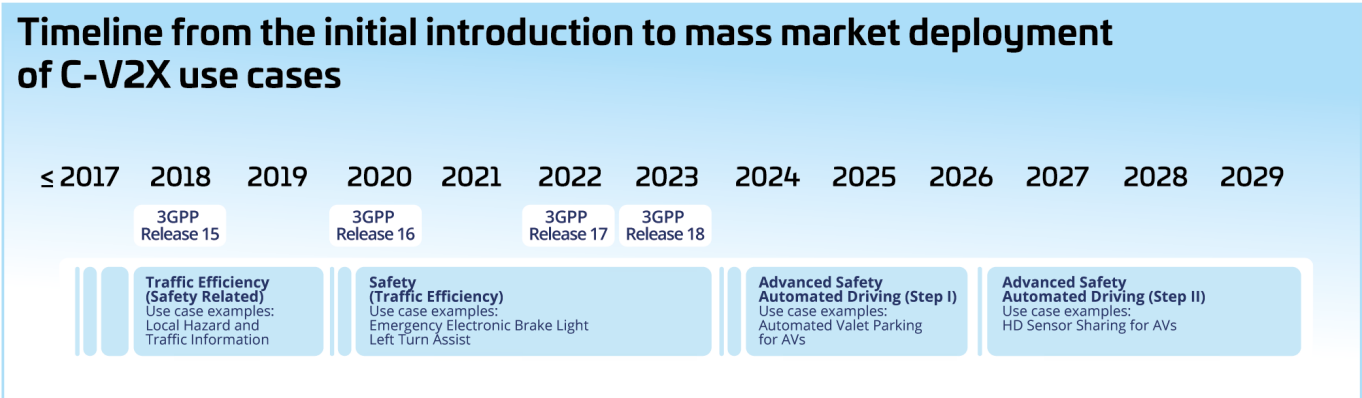 Timeline from the initial introduction to mass market deployment
of C-V2X use cases
≤ 2017 2018 2019 2020 2021 2022 2023 2024 2025 2026 2027 2028 2029
3GPP
Release 15
3GPP
Release 16
3GPP
Release 17
3GPP
Release 18
Traffic Efficiency
(Safety Related)
Use case examples:
Local Hazard and
Traffic Information
Safety
(Traffic Efficiency)
Use case examples:
Emergency Electronic Brake Light
Left Turn Assist
Advanced Safety
Automated Driving (Step I)
Use case examples:
Automated Valet Parking
for AVs
Advanced Safety
Automated Driving (Step II)
Use case examples:
HD Sensor Sharing for AVs